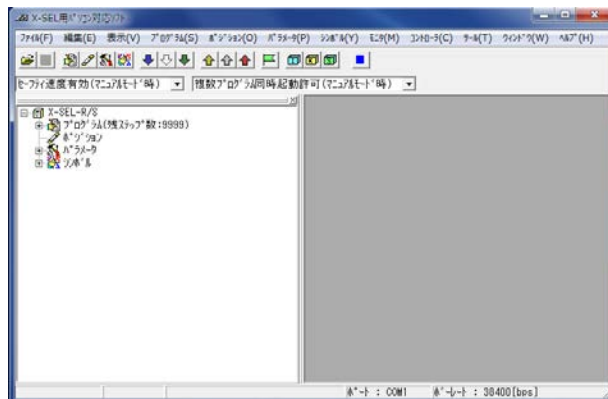 X-SEL用ﾊﾟｿｺﾝ対応ｿﾌﾄ
ﾌｧｲﾙ(F) 編集(E) 表示(V) ﾌﾟﾛｸﾞﾗﾑ(S) ﾎﾟｼﾞｼｮﾝ(O) ﾊﾟﾗﾒｰﾀ(P) ｼﾝﾎﾞﾙ(Y) ﾓﾆﾀ(M) ｺﾝﾄﾛｰﾗ(C) ﾂｰﾙ(T) ｳｨﾝﾄﾞｳ(W) ﾍﾙﾌﾟ(H)
ｾｰﾌﾃｨ速度有効(ﾏﾆｭｱﾙﾓｰﾄﾞ時) 複数ﾌﾟﾛｸﾞﾗﾑ同時起動許可(ﾏﾆｭｱﾙﾓｰﾄﾞ時)
X-SEL-R/S
ﾌﾟﾛｸﾞﾗﾑ(残ｽﾃｯﾌﾟ数:9999)
ﾎﾟｼﾞｼｮﾝ
ﾊﾟﾗﾒｰﾀ
ｼﾝﾎﾞﾙ
ﾎﾟｰﾄ : COM1 ﾎﾞｰﾚｰﾄ : 38400[bps]